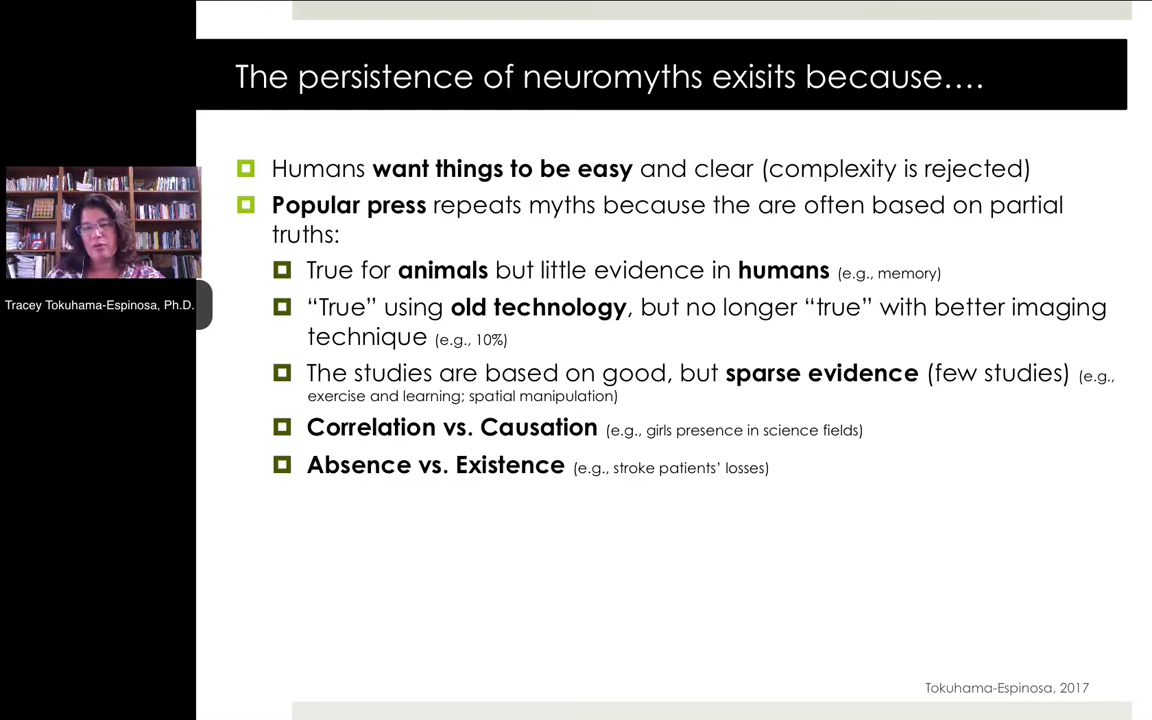 The persistence of neuromyths exisits because....
Humans want things to be easy and clear (complexity is rejected)
Popular press repeats myths because the are often based on partial
truths:
True for animals but little evidence in humans (e.g., memory)
Tracey Tokuhama-Espinosa, Ph.D.
“True” using old technology, but no longer “true” with better imaging
technique (e.g., 10%)
The studies are based on good, but sparse evidence (few studies) (e.g.,
exercise and learning; spatial manipulation)
Correlation vs. Causation (e.g., girls presence in science fields)
Absence vs. Existence (e.g., stroke patients’ losses)
Tokuhama-Espinosa, 2017